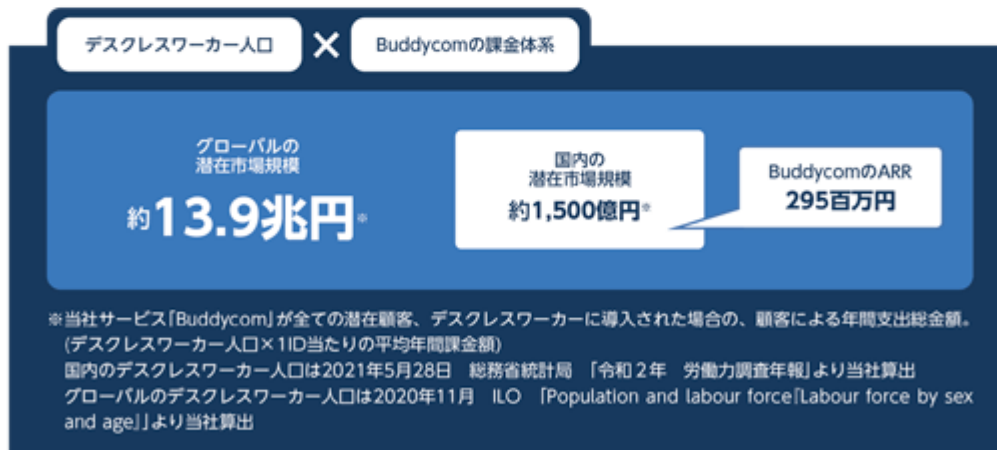 デスクレスワーカー人口 × Buddycomの課金体系
グローバルの
潜在市場規模
約13.9兆円※
国内の
潜在市場規模
約1,500億円※
BuddycomのARR
295百万円
※当社サービス「Buddycom」が全ての潜在顧客、デスクレスワーカーに導入された場合の、顧客による年間支出総金額。
(デスクレスワーカー人口×1ID当たりの平均年間課金額)
国内のデスクレスワーカー人口は2021年5月28日　総務省統計局　「令和2年　労働力調査年報」より当社算出
グローバルのデスクレスワーカー人口は2020年11月　ILO　「Population and labour force「Labour force by sex
and age」」より当社算出